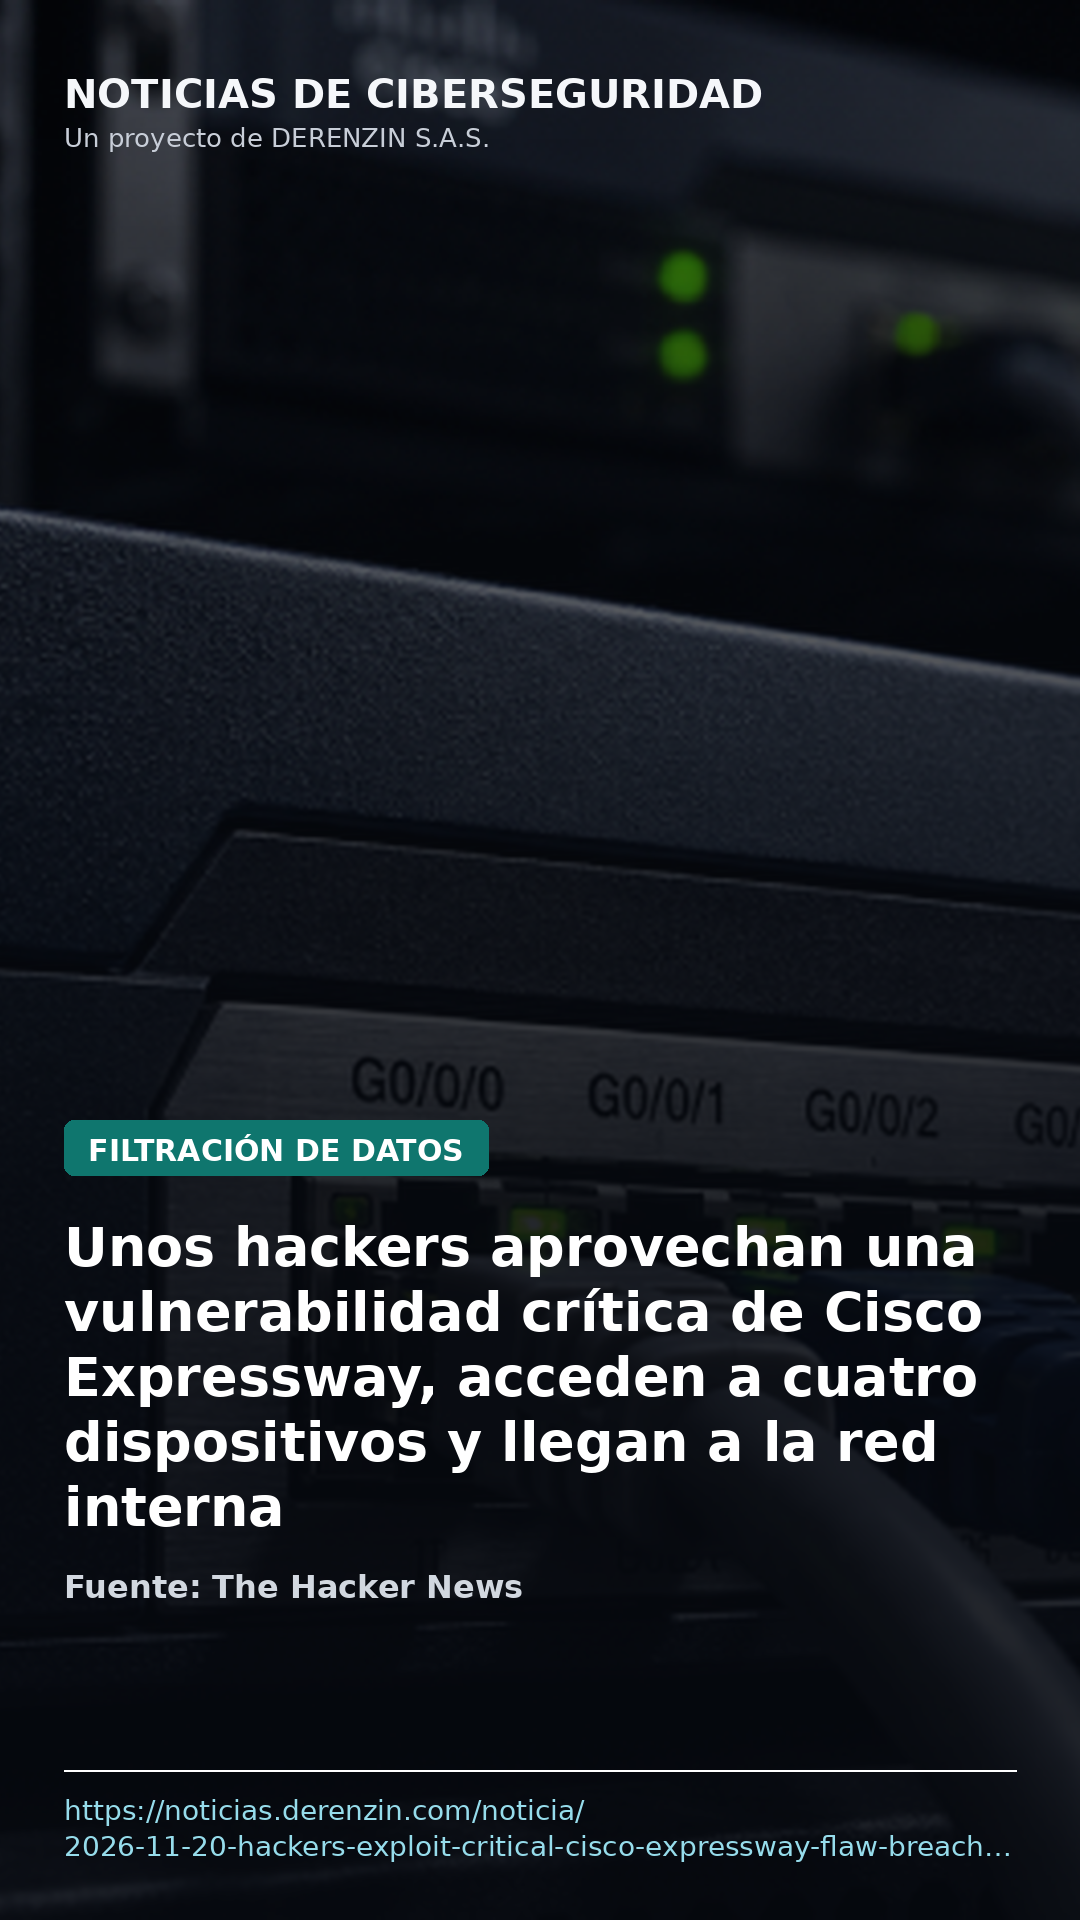 NOTICIAS DE CIBERSEGURIDAD
Un proyecto de DERENZIN S.A.S.
G0/0/0 G0/0/1 G0/0/2 G0/
FILTRACIÓN DE DATOS
Unos hackers aprovechan una
vulnerabilidad crítica de Cisco
Expressway, acceden a cuatro
dispositivos y llegan a la red
interna
Fuente: The Hacker News
https://noticias.derenzin.com/noticia/
2026-11-20-hackers-exploit-critical-cisco-expressway-flaw-breach…